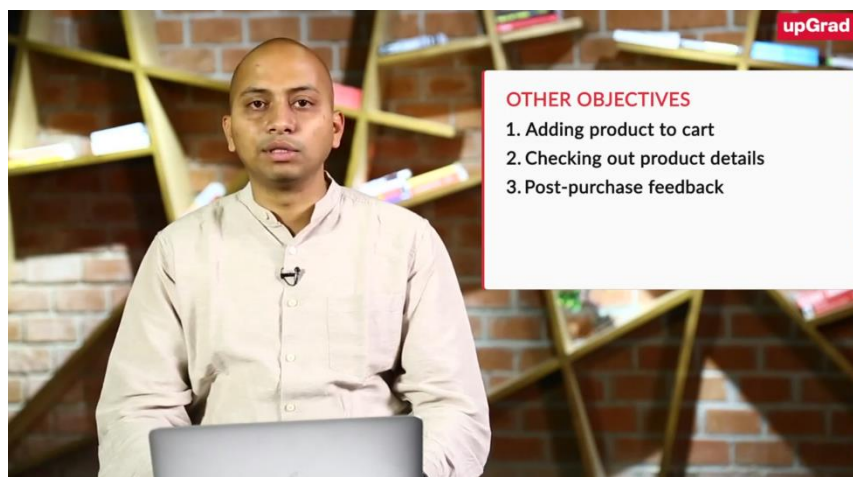 upGrad
OTHER OBJECTIVES
1. Adding product to cart
2. Checking out product details
3. Post-purchase feedback